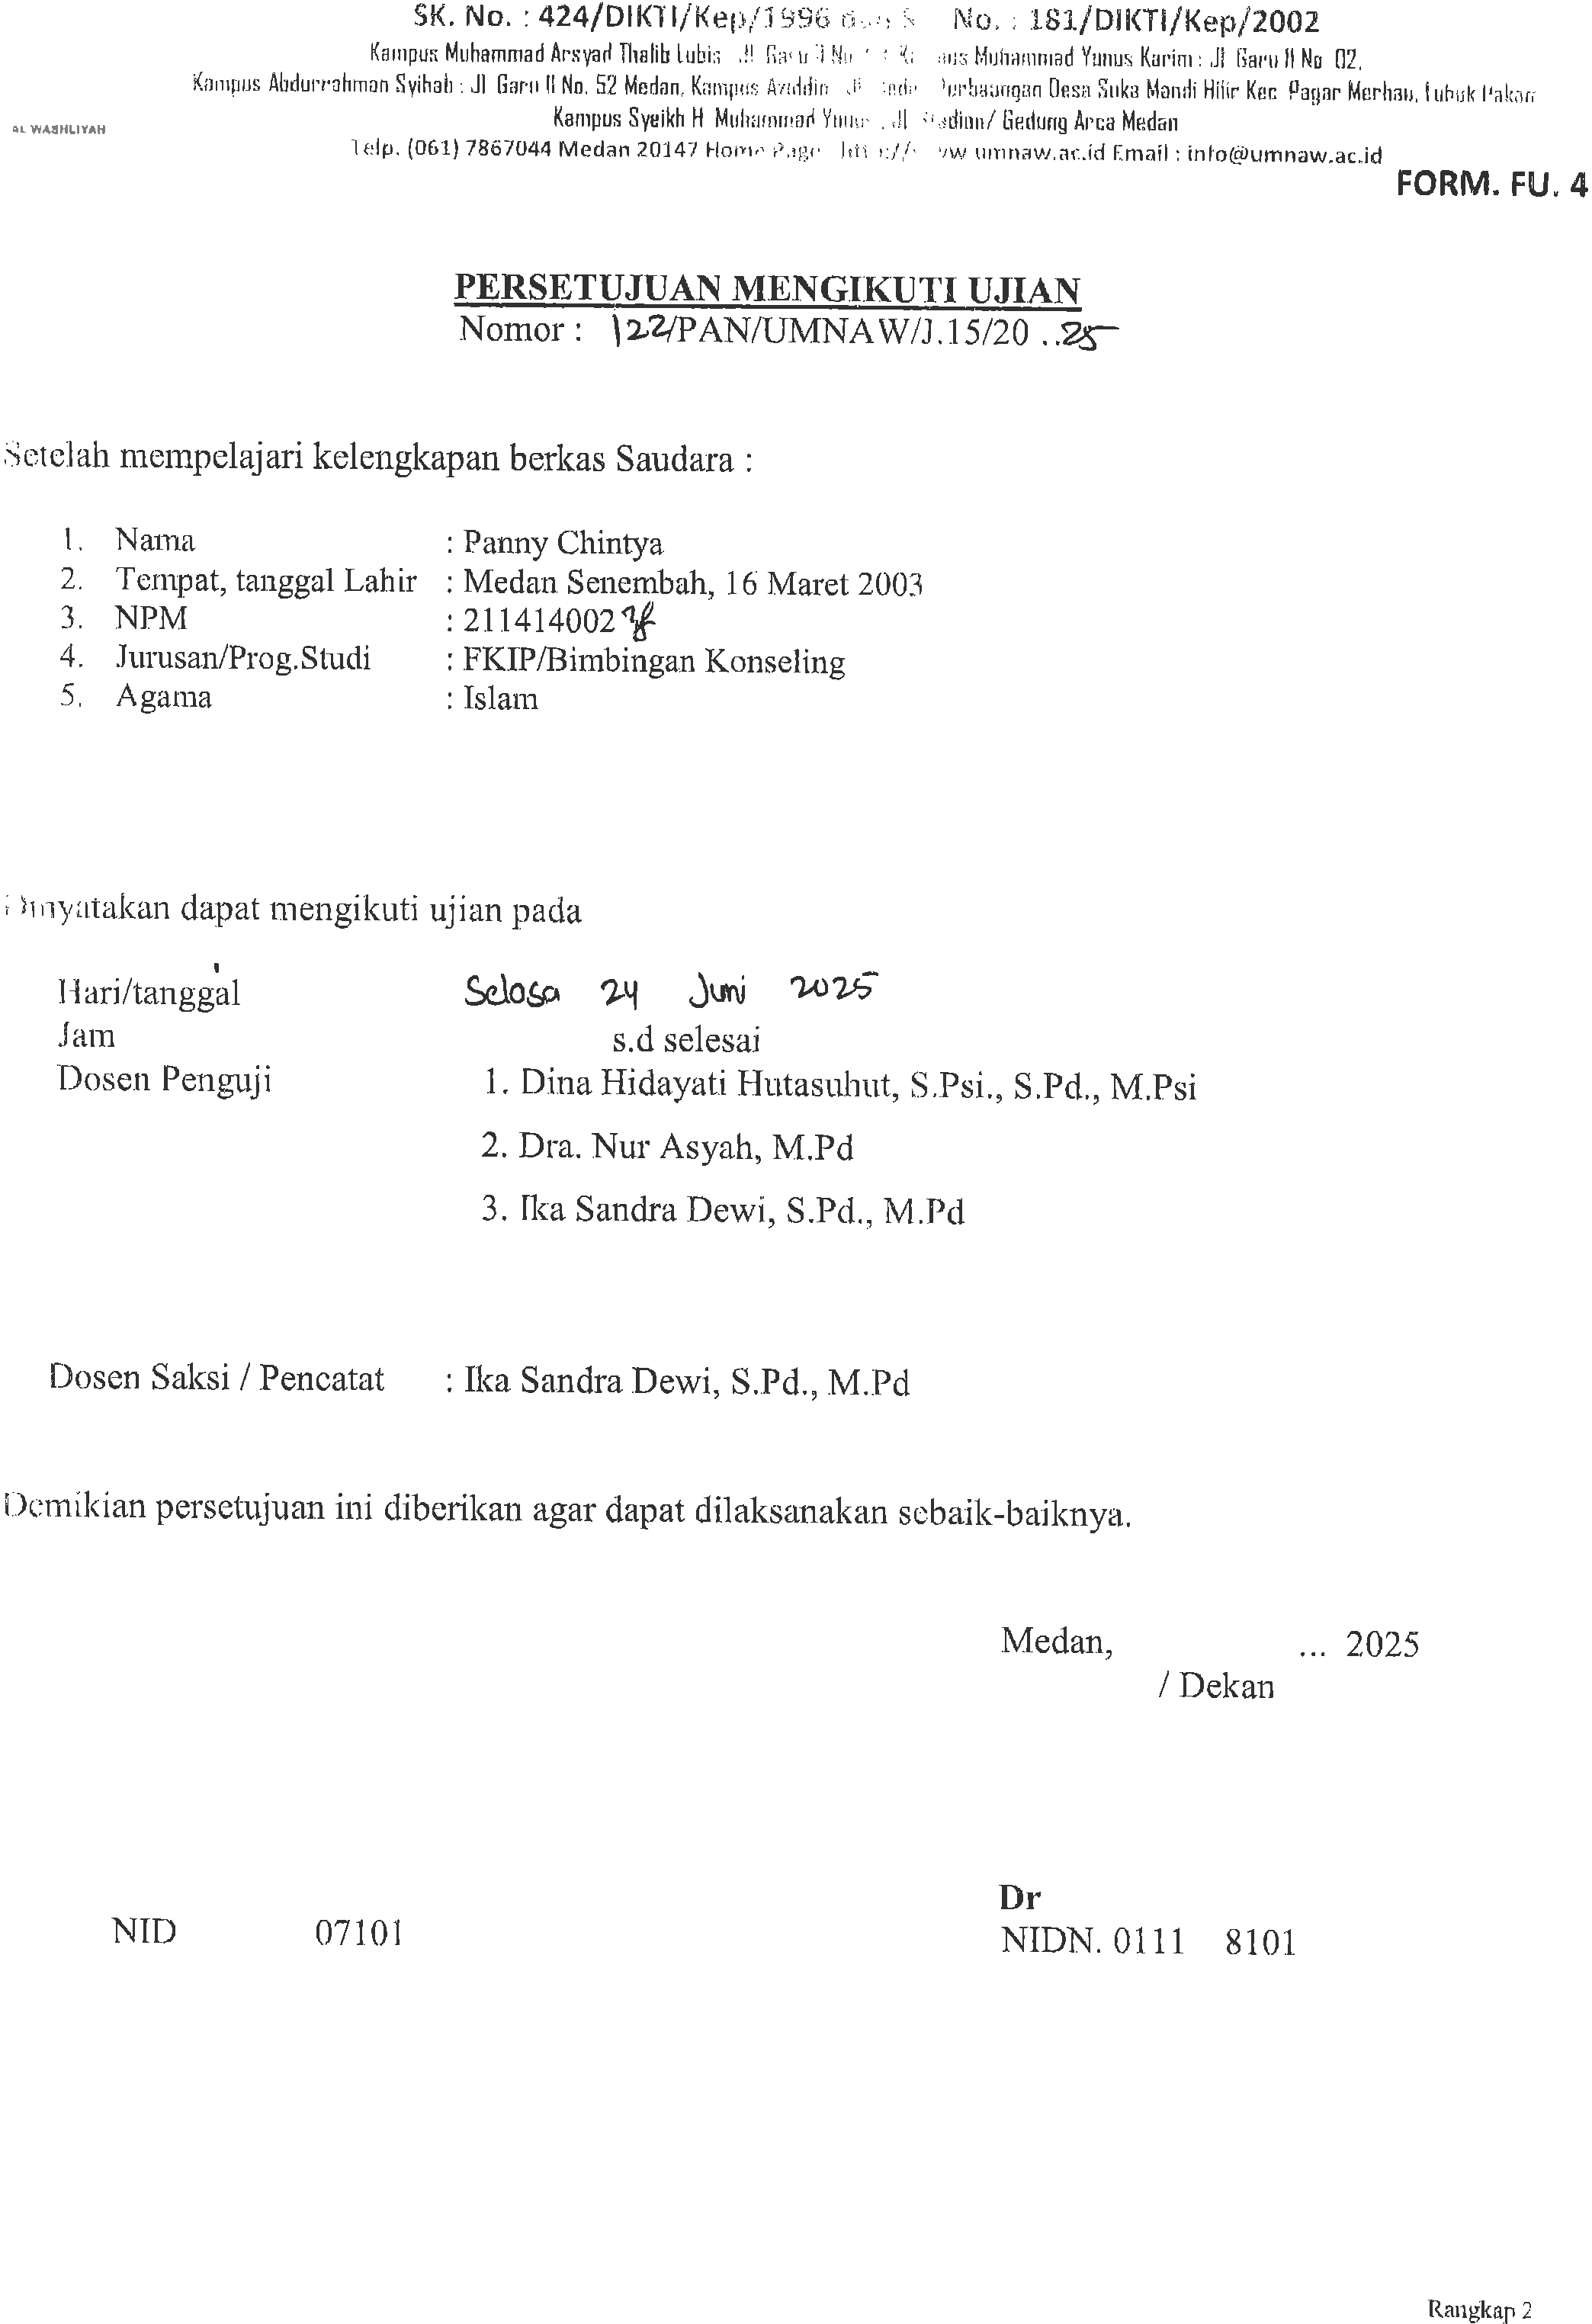 SK. No. : 424/DIKTI/Kep/1996 No. : 181/DIKTI/Kep/2002
Kampus Muhammad Arsyad Thalib Lubis Jl Garu II Muhammad Yunus Karim : Jl Garu II No 02,
Kampus Abdurrahman Syihab : Jl Garu II No. 52 Medan, Kampus Perbaungan Desa Suka Mandi Hilir Kec Pagar Merbau, Lubuk Pakam
AL WASHLIYAH
Kampus Syeikh H Muhammad Yunus Jl Stadion/ Gedung Arca Medan
Telp. (061) 7867044 Medan 20147 Home Page umnaw.ac.id Email : info@umnaw.ac.id
FORM. FU. 4
PERSETUJUAN MENGIKUTI UJIAN
Nomor : 122/PAN/UMNAW/J.15/20 ..25
Setelah mempelajari kelengkapan berkas Saudara :
1. Nama : Panny Chintya
2. Tempat, tanggal Lahir : Medan Senembah, 16 Maret 2003
3. NPM : 211414002
4. Jurusan/Prog.Studi : FKIP/Bimbingan Konseling
5. Agama : Islam
Dinyatakan dapat mengikuti ujian pada
Hari/tanggal Selasa 24 Juni 2025
Jam s.d selesai
Dosen Penguji 1. Dina Hidayati Hutasuhut, S.Psi., S.Pd., M.Psi
2. Dra. Nur Asyah, M.Pd
3. Ika Sandra Dewi, S.Pd., M.Pd
Dosen Saksi / Pencatat : Ika Sandra Dewi, S.Pd., M.Pd
Demikian persetujuan ini diberikan agar dapat dilaksanakan sebaik-baiknya.
Medan, ... 2025
/ Dekan
Dr
NID 07101 NIDN. 0111 8101
Rangkap 2